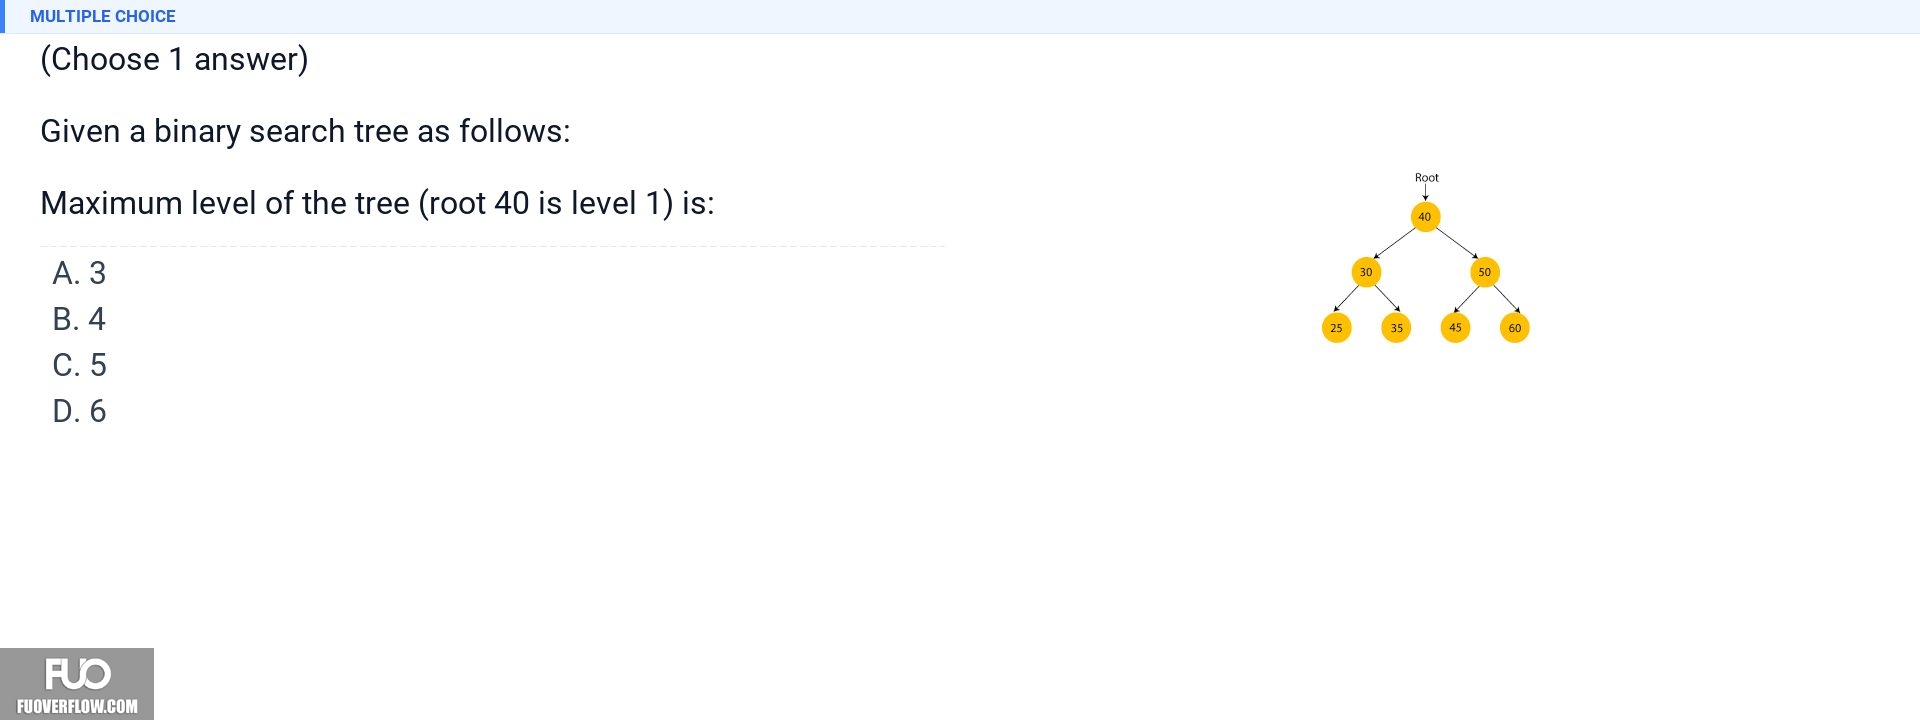 MULTIPLE CHOICE
(Choose 1 answer)
Given a binary search tree as follows:
Maximum level of the tree (root 40 is level 1) is:
A. 3
B. 4
C. 5
D. 6
Root
40
30 50
25 35 45 60
FUO
FUOVERFLOW.COM